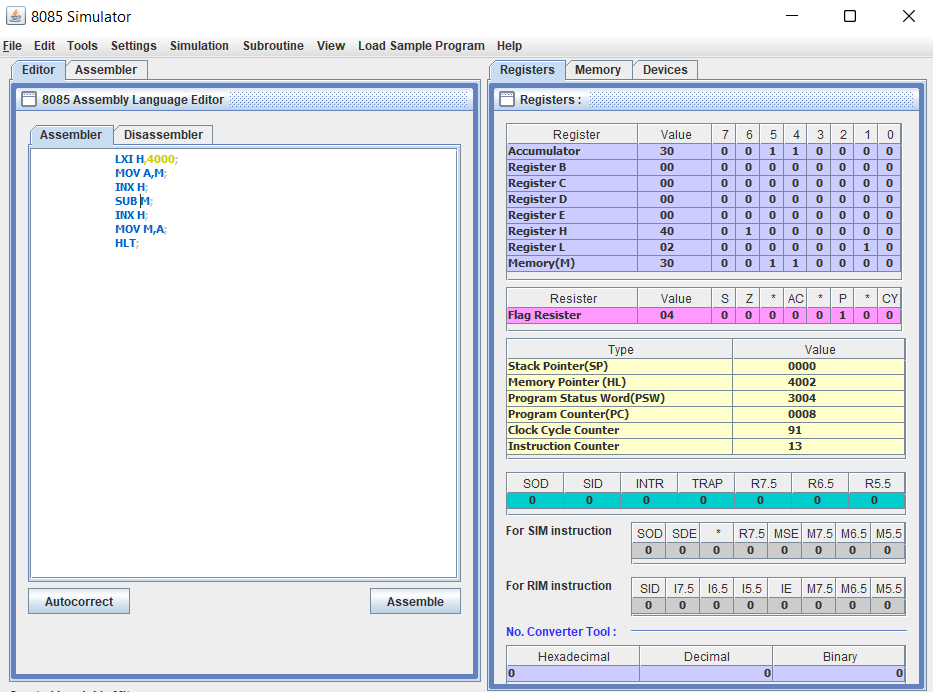 8085 Simulator
File Edit Tools Settings Simulation Subroutine View Load Sample Program Help
Editor Assembler
8085 Assembly Language Editor
Assembler Disassembler
LXI H,4000;
MOV A,M;
INX H;
SUB M;
INX H;
MOV M,A;
HLT;
Autocorrect Assemble
Registers Memory Devices
Registers :
Register Value 7 6 5 4 3 2 1 0
Accumulator 30 0 0 1 1 0 0 0 0
Register B 00 0 0 0 0 0 0 0 0
Register C 00 0 0 0 0 0 0 0 0
Register D 00 0 0 0 0 0 0 0 0
Register E 00 0 0 0 0 0 0 0 0
Register H 40 0 1 0 0 0 0 0 0
Register L 02 0 0 0 0 0 0 1 0
Memory(M) 30 0 0 1 1 0 0 0 0
Resister Value S Z * AC * P * CY
Flag Resister 04 0 0 0 0 0 1 0 0
Type Value
Stack Pointer(SP) 0000
Memory Pointer (HL) 4002
Program Status Word(PSW) 3004
Program Counter(PC) 0008
Clock Cycle Counter 91
Instruction Counter 13
SOD SID INTR TRAP R7.5 R6.5 R5.5
0 0 0 0 0 0 0
For SIM instruction
SOD SDE * R7.5 MSE M7.5 M6.5 M5.5
0 0 0 0 0 0 0 0
For RIM instruction
SID I7.5 I6.5 I5.5 IE M7.5 M6.5 M5.5
0 0 0 0 0 0 0 0
No. Converter Tool :
Hexadecimal Decimal Binary
0 0 0